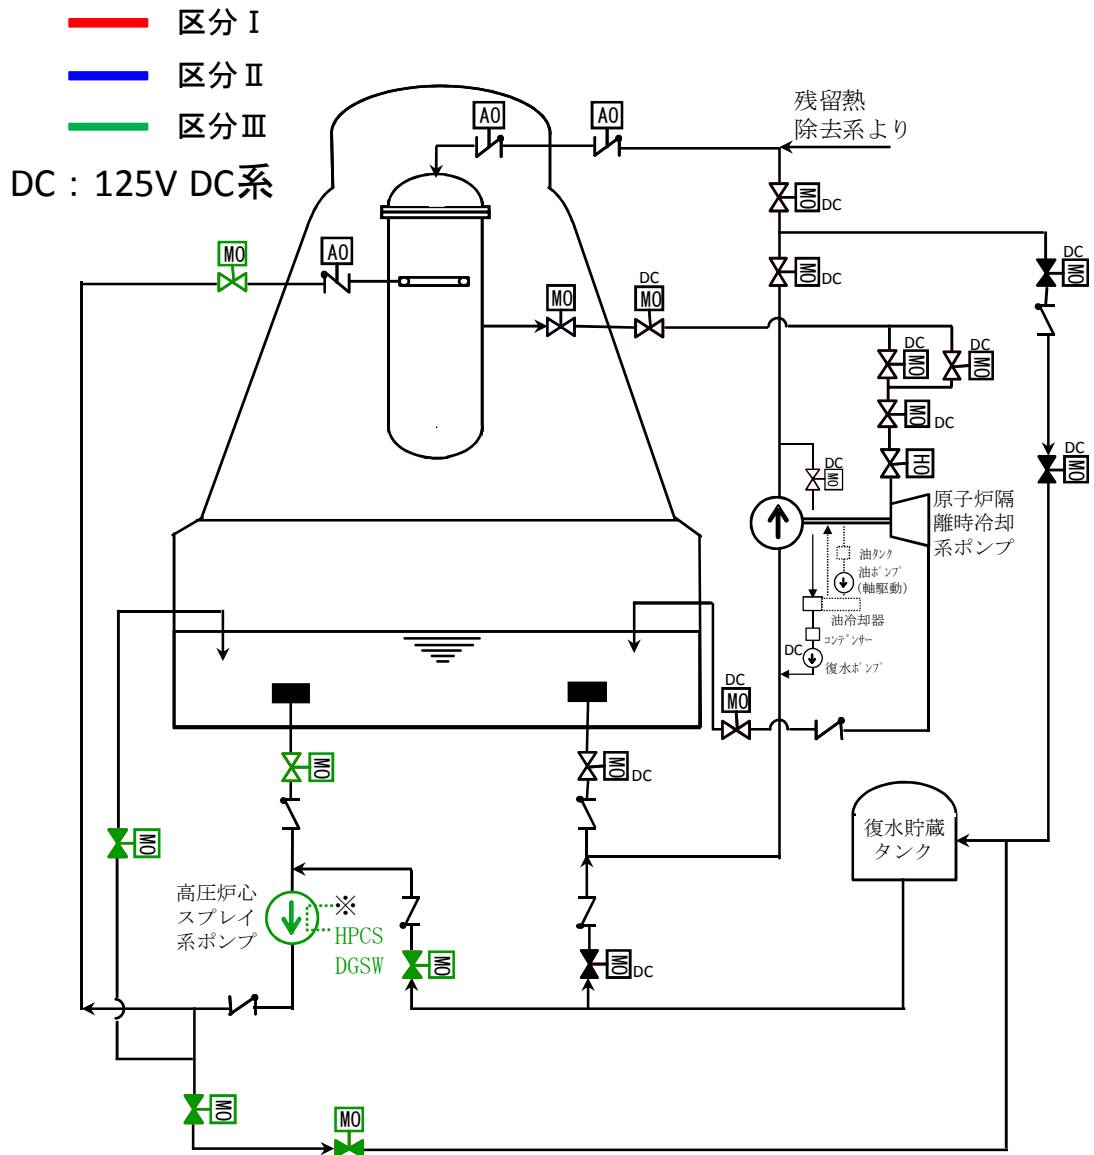 区分Ⅰ
区分Ⅱ
区分Ⅲ
DC：125V DC系
AO
AO
残留熱
除去系より
MO
DC
MO
AO
MO
DC
DC
MO
MO
DC
MO
DC
MO
DC
MO
MO
DC
HO
DC
MO
DC
MO
原子炉隔
離時冷却
系ポンプ
油タンク
油ポンプ
(軸駆動)
油冷却器
コンデンサー
DC
復水ポンプ
DC
MO
MO
MO
DC
MO
復水貯蔵
タンク
高圧炉心
スプレイ
系ポンプ
※
HPCS
DGSW
MO
MO
DC
MO
MO